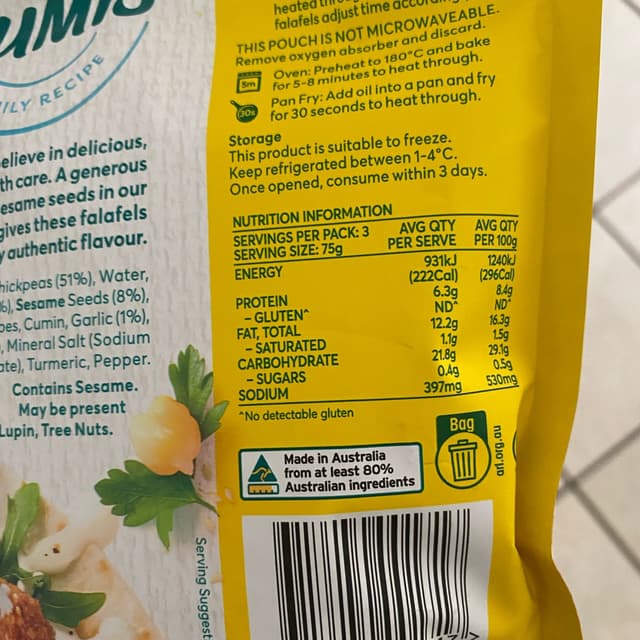 UMIS
ILY RECIPE
elieve in delicious,
th care. A generous
esame seeds in our
gives these falafels
y authentic flavour.
hickpeas (51%), Water,
%), Sesame Seeds (8%),
oes, Cumin, Garlic (1%),
, Mineral Salt (Sodium
ate), Turmeric, Pepper.
Contains Sesame.
May be present
Lupin, Tree Nuts.
Serving Suggest
heated
falafels adjust time
THIS POUCH IS NOT MICROWAVEABLE.
Remove oxygen absorber and discard.
5m
Oven: Preheat to 180°C and bake
for 5-8 minutes to heat through.
30s
Pan Fry: Add oil into a pan and fry
for 30 seconds to heat through.
Storage
This product is suitable to freeze.
Keep refrigerated between 1-4°C.
Once opened, consume within 3 days.
NUTRITION INFORMATION
SERVINGS PER PACK: 3
SERVING SIZE: 75g
AVG QTY PER SERVE
AVG QTY PER 100g
ENERGY 931kJ 1240kJ
(222Cal) (296Cal)
PROTEIN 6.3g 8.4g
– GLUTEN^ ND^ ND^
FAT, TOTAL 12.2g 16.3g
– SATURATED 1.1g 1.5g
CARBOHYDRATE 21.8g 29.1g
– SUGARS 0.4g 0.5g
SODIUM 397mg 530mg
^No detectable gluten
Made in Australia
from at least 80%
Australian ingredients
Bag
arl.org.au